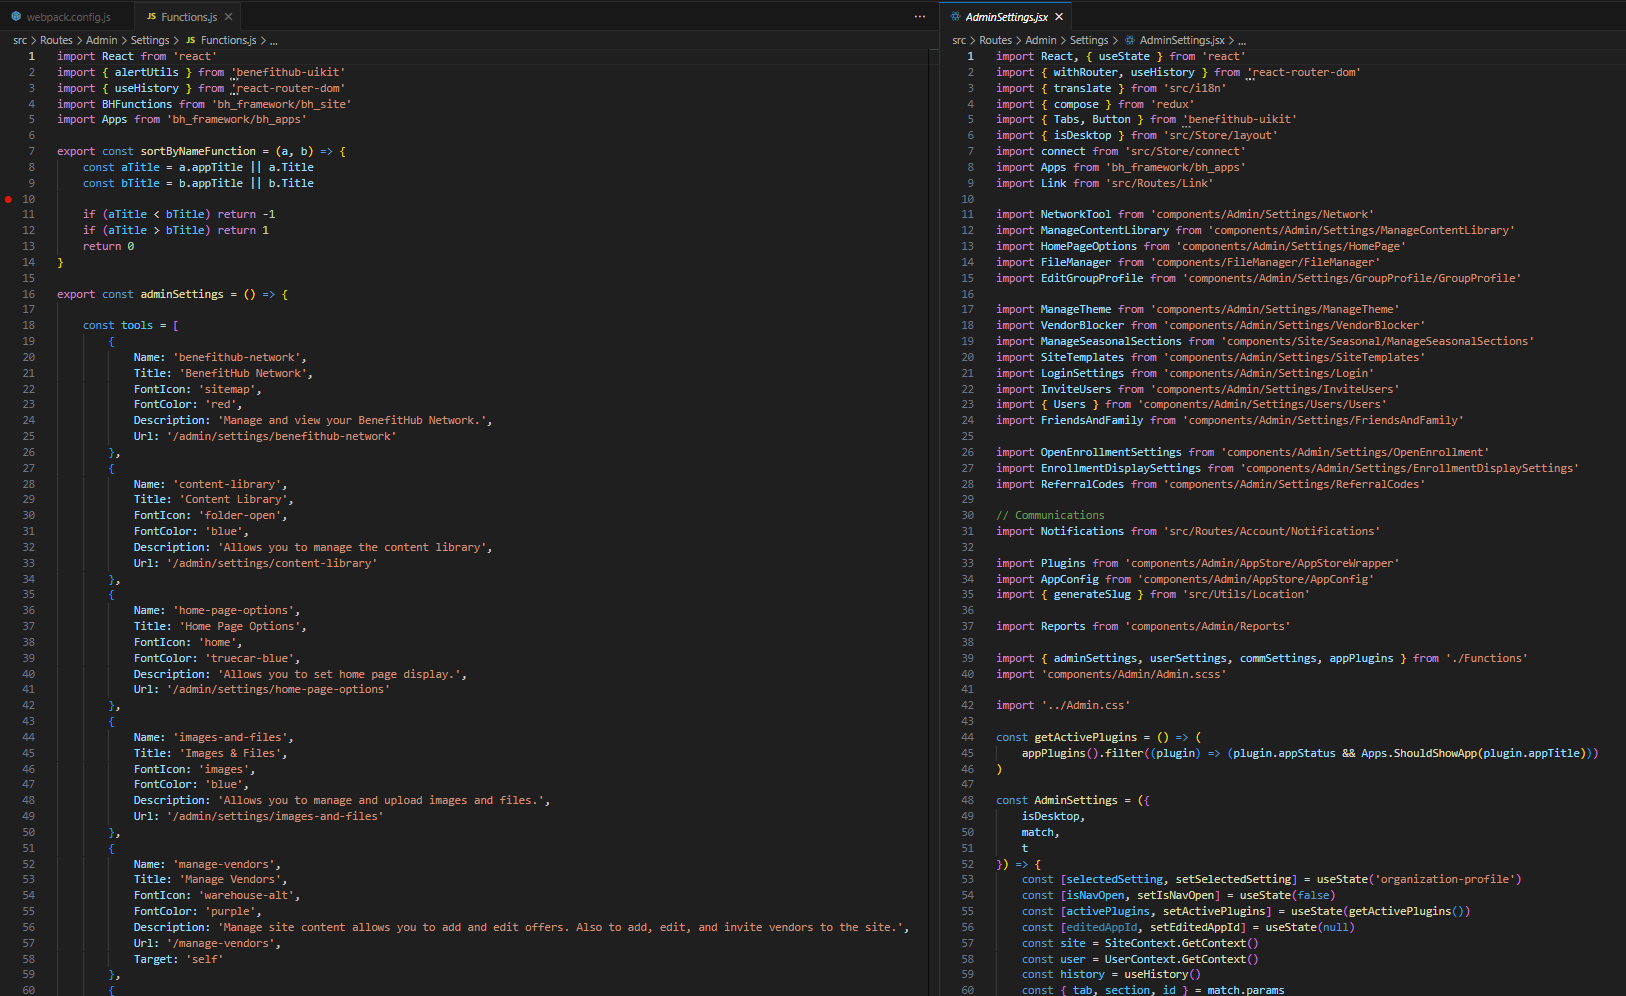 webpack.config.js
JS Functions.js ×
···
src > Routes > Admin > Settings > JS Functions.js > ...
1 import React from 'react'
2 import { alertUtils } from 'benefithub-uikit'
3 import { useHistory } from 'react-router-dom'
4 import BHFunctions from 'bh_framework/bh_site'
5 import Apps from 'bh_framework/bh_apps'
6
7 export const sortByNameFunction = (a, b) => {
8 const aTitle = a.appTitle || a.Title
9 const bTitle = b.appTitle || b.Title
10
11 if (aTitle < bTitle) return -1
12 if (aTitle > bTitle) return 1
13 return 0
14 }
15
16 export const adminSettings = () => {
17
18 const tools = [
19 {
20 Name: 'benefithub-network',
21 Title: 'BenefitHub Network',
22 FontIcon: 'sitemap',
23 FontColor: 'red',
24 Description: 'Manage and view your BenefitHub Network.',
25 Url: '/admin/settings/benefithub-network'
26 },
27 {
28 Name: 'content-library',
29 Title: 'Content Library',
30 FontIcon: 'folder-open',
31 FontColor: 'blue',
32 Description: 'Allows you to manage the content library',
33 Url: '/admin/settings/content-library'
34 },
35 {
36 Name: 'home-page-options',
37 Title: 'Home Page Options',
38 FontIcon: 'home',
39 FontColor: 'truecar-blue',
40 Description: 'Allows you to set home page display.',
41 Url: '/admin/settings/home-page-options'
42 },
43 {
44 Name: 'images-and-files',
45 Title: 'Images & Files',
46 FontIcon: 'images',
47 FontColor: 'blue',
48 Description: 'Allows you to manage and upload images and files.',
49 Url: '/admin/settings/images-and-files'
50 },
51 {
52 Name: 'manage-vendors',
53 Title: 'Manage Vendors',
54 FontIcon: 'warehouse-alt',
55 FontColor: 'purple',
56 Description: 'Manage site content allows you to add and edit offers. Also to add, edit, and invite vendors to the site.',
57 Url: '/manage-vendors',
58 Target: 'self'
59 },
60 {
AdminSettings.jsx ×
src > Routes > Admin > Settings > AdminSettings.jsx > ...
1 import React, { useState } from 'react'
2 import { withRouter, useHistory } from 'react-router-dom'
3 import { translate } from 'src/i18n'
4 import { compose } from 'redux'
5 import { Tabs, Button } from 'benefithub-uikit'
6 import { isDesktop } from 'src/Store/layout'
7 import connect from 'src/Store/connect'
8 import Apps from 'bh_framework/bh_apps'
9 import Link from 'src/Routes/Link'
10
11 import NetworkTool from 'components/Admin/Settings/Network'
12 import ManageContentLibrary from 'components/Admin/Settings/ManageContentLibrary'
13 import HomePageOptions from 'components/Admin/Settings/HomePage'
14 import FileManager from 'components/FileManager/FileManager'
15 import EditGroupProfile from 'components/Admin/Settings/GroupProfile/GroupProfile'
16
17 import ManageTheme from 'components/Admin/Settings/ManageTheme'
18 import VendorBlocker from 'components/Admin/Settings/VendorBlocker'
19 import ManageSeasonalSections from 'components/Site/Seasonal/ManageSeasonalSections'
20 import SiteTemplates from 'components/Admin/Settings/SiteTemplates'
21 import LoginSettings from 'components/Admin/Settings/Login'
22 import InviteUsers from 'components/Admin/Settings/InviteUsers'
23 import { Users } from 'components/Admin/Settings/Users/Users'
24 import FriendsAndFamily from 'components/Admin/Settings/FriendsAndFamily'
25
26 import OpenEnrollmentSettings from 'components/Admin/Settings/OpenEnrollment'
27 import EnrollmentDisplaySettings from 'components/Admin/Settings/EnrollmentDisplaySettings'
28 import ReferralCodes from 'components/Admin/Settings/ReferralCodes'
29
30 // Communications
31 import Notifications from 'src/Routes/Account/Notifications'
32
33 import Plugins from 'components/Admin/AppStore/AppStoreWrapper'
34 import AppConfig from 'components/Admin/AppStore/AppConfig'
35 import { generateSlug } from 'src/Utils/Location'
36
37 import Reports from 'components/Admin/Reports'
38
39 import { adminSettings, userSettings, commSettings, appPlugins } from './Functions'
40 import 'components/Admin/Admin.scss'
41
42 import '../Admin.css'
43
44 const getActivePlugins = () => (
45 appPlugins().filter((plugin) => (plugin.appStatus && Apps.ShouldShowApp(plugin.appTitle)))
46 )
47
48 const AdminSettings = ({
49 isDesktop,
50 match,
51 t
52 }) => {
53 const [selectedSetting, setSelectedSetting] = useState('organization-profile')
54 const [isNavOpen, setIsNavOpen] = useState(false)
55 const [activePlugins, setActivePlugins] = useState(getActivePlugins())
56 const [editedAppId, setEditedAppId] = useState(null)
57 const site = SiteContext.GetContext()
58 const user = UserContext.GetContext()
59 const history = useHistory()
60 const { tab, section, id } = match.params